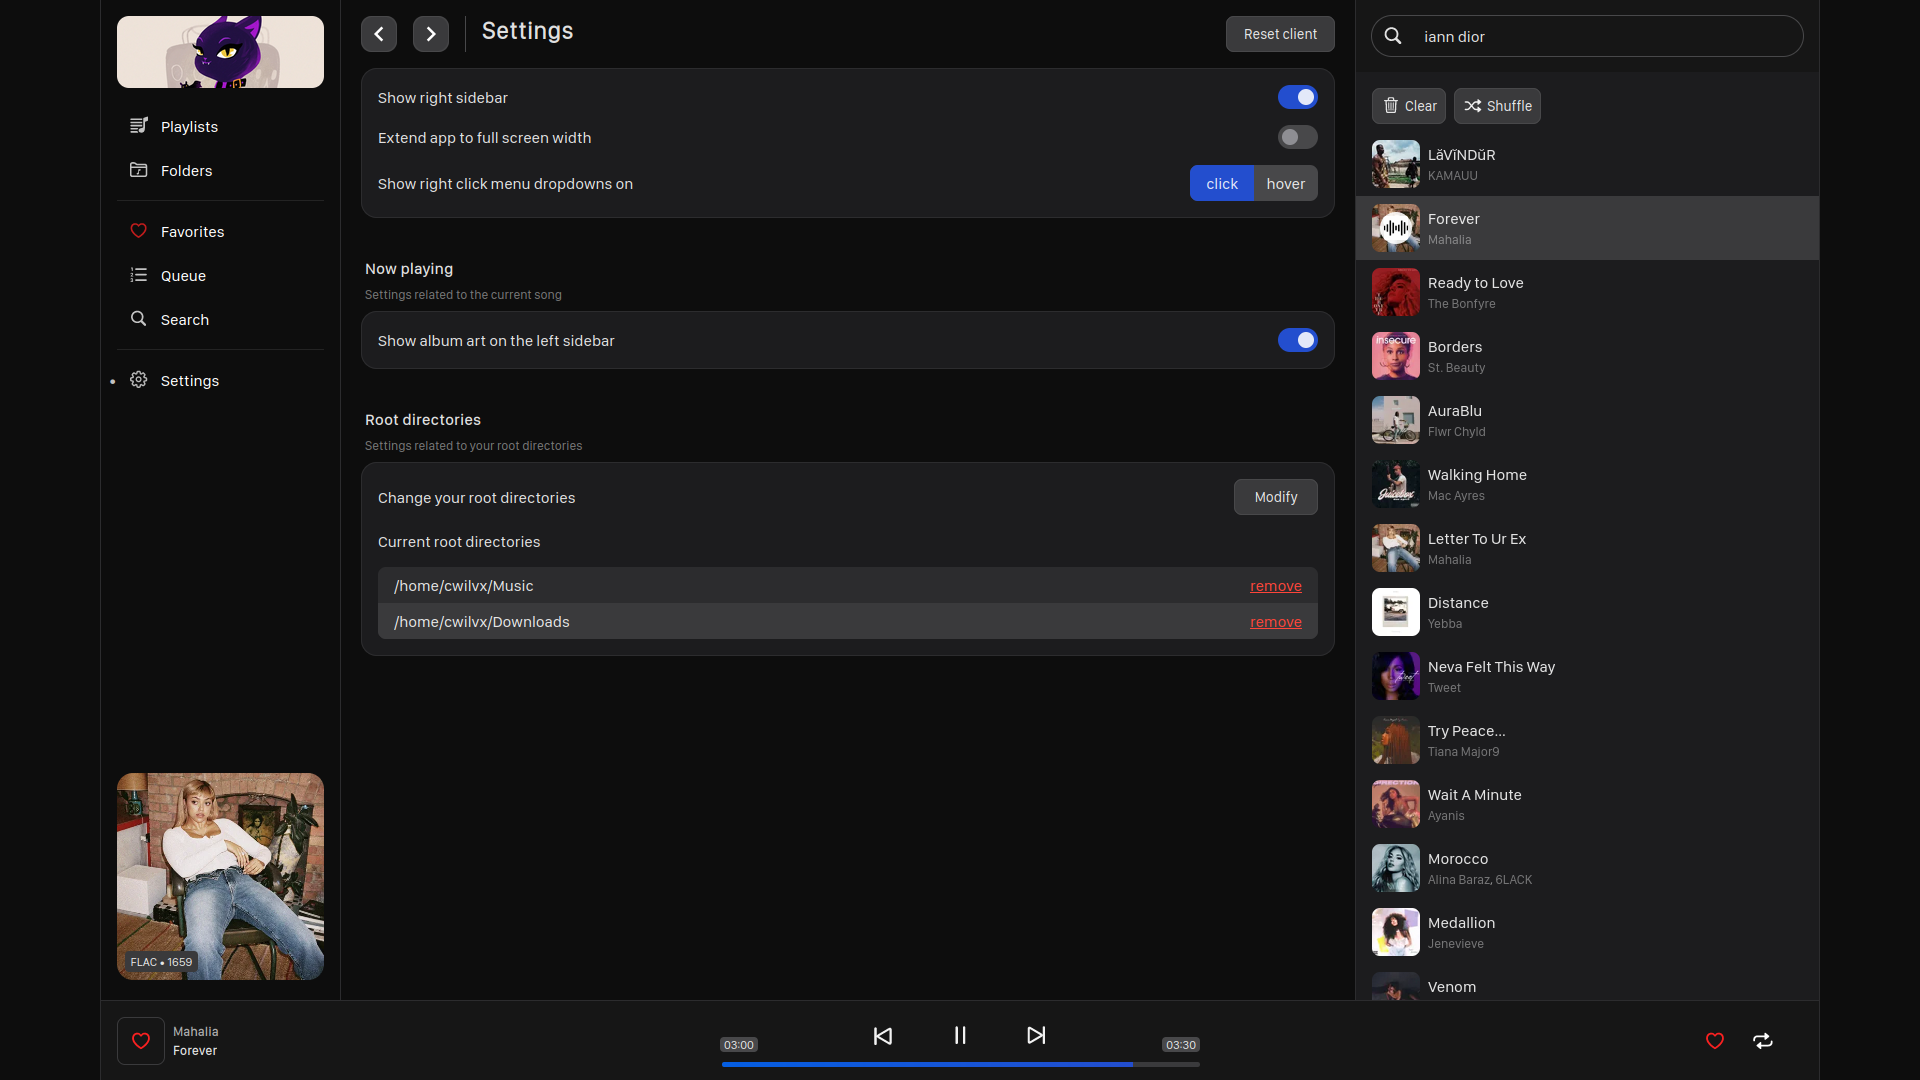 Playlists
Folders
Favorites
Queue
Search
Settings
FLAC • 1659
Settings
Reset client
Show right sidebar
Extend app to full screen width
Show right click menu dropdowns on
click
hover
Now playing
Settings related to the current song
Show album art on the left sidebar
Root directories
Settings related to your root directories
Change your root directories
Modify
Current root directories
/home/cwilvx/Music
remove
/home/cwilvx/Downloads
remove
iann dior
Clear
Shuffle
LăVĭNDŭR
KAMAUU
Forever
Mahalia
Ready to Love
The Bonfyre
insecure
Borders
St. Beauty
AuraBlu
Flwr Chyld
Walking Home
Mac Ayres
Letter To Ur Ex
Mahalia
Distance
Yebba
Neva Felt This Way
Tweet
Try Peace...
Tiana Major9
Wait A Minute
Ayanis
Morocco
Alina Baraz, 6LACK
Medallion
Jenevieve
Venom
Mahalia
Forever
03:00
03:30